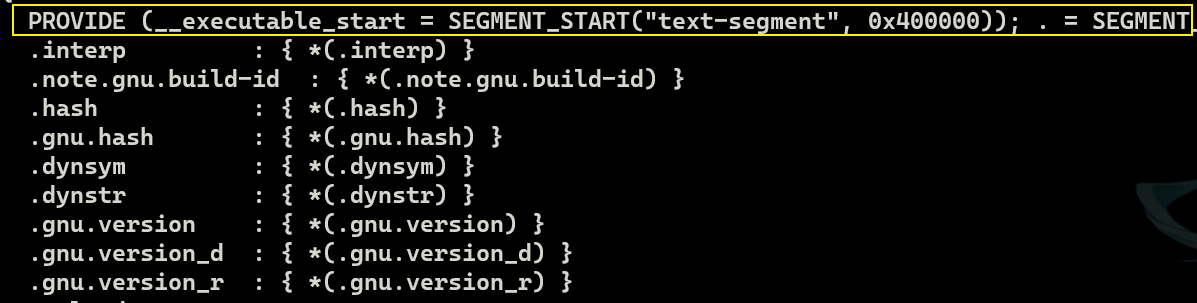 PROVIDE (__executable_start = SEGMENT_START("text-segment", 0x400000)); . = SEGMENT
.interp         : { *(.interp) }
.note.gnu.build-id  : { *(.note.gnu.build-id) }
.hash           : { *(.hash) }
.gnu.hash       : { *(.gnu.hash) }
.dynsym         : { *(.dynsym) }
.dynstr         : { *(.dynstr) }
.gnu.version    : { *(.gnu.version) }
.gnu.version_d  : { *(.gnu.version_d) }
.gnu.version_r  : { *(.gnu.version_r) }